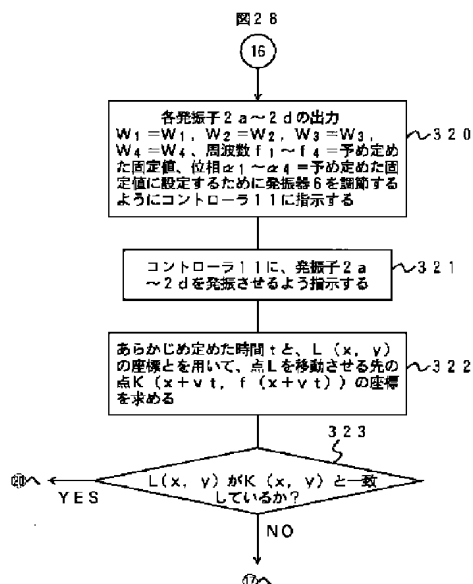 図28
16
各発振子2a~2dの出力
W₁=W₁, W₂=W₂, W₃=W₃,
W₄=W₄、周波数f₁~f₄=予め定め
た固定値、位相α₁~α₄=予め定めた固
定値に設定するために発振器6を調節する
ようにコントローラ11に指示する
320
コントローラ11に、発振子2a
~2dを発振させるよう指示する
321
あらかじめ定めた時間tと、L(x, y)
の座標とを用いて、点Lを移動させる先の
点K(x+vt, f(x+vt))の座標
を求める
322
323
L(x, y)がK(x, y)と一致
しているか?
⑳へ
YES
NO
⑰へ